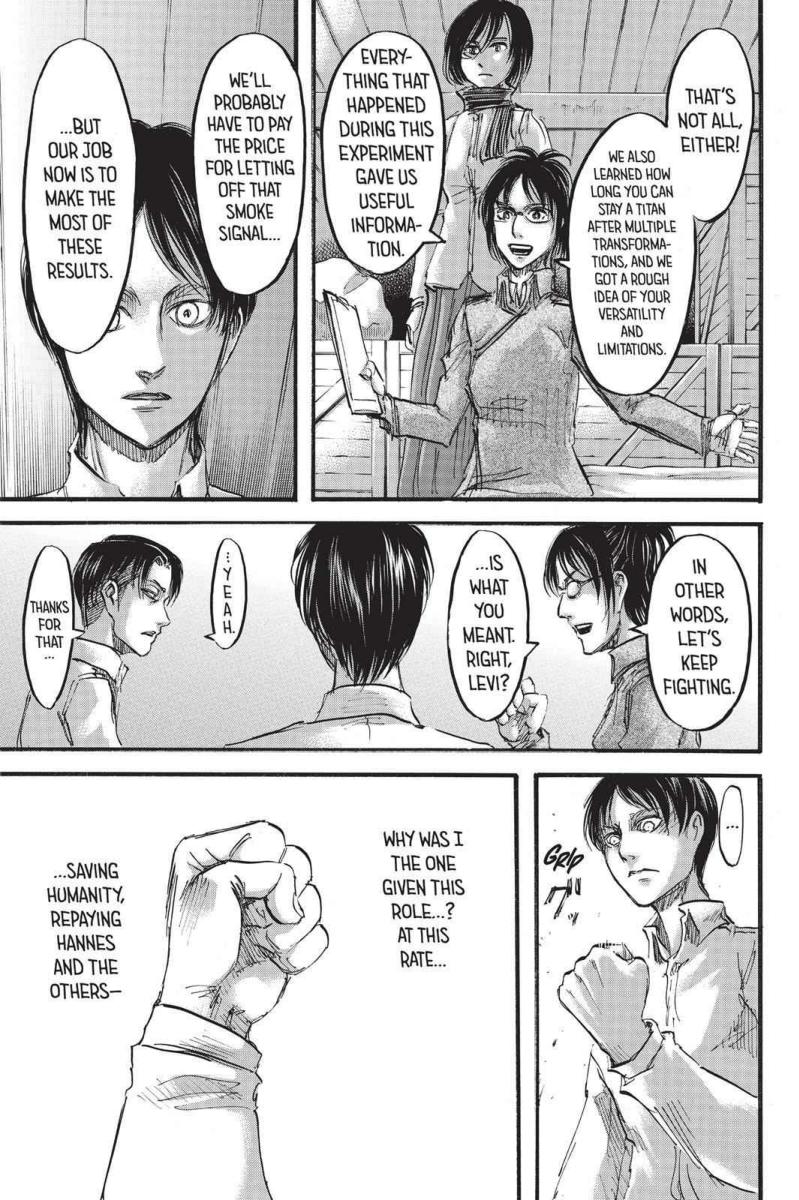 THAT'S
NOT ALL,
EITHER!
WE ALSO
LEARNED HOW
LONG YOU CAN
STAY A TITAN
AFTER MULTIPLE
TRANSFORMA-
TIONS, AND WE
GOT A ROUGH
IDEA OF YOUR
VERSATILITY
AND
LIMITATIONS.
EVERY-
THING THAT
HAPPENED
DURING THIS
EXPERIMENT
GAVE US
USEFUL
INFORMA-
TION.
WE'LL
PROBABLY
HAVE TO PAY
THE PRICE
FOR LETTING
OFF THAT
SMOKE
SIGNAL...
...BUT
OUR JOB
NOW IS TO
MAKE THE
MOST OF
THESE
RESULTS.
IN
OTHER
WORDS,
LET'S
KEEP
FIGHTING.
...IS
WHAT
YOU
MEANT.
RIGHT,
LEVI?
...YEAH.
THANKS
FOR
THAT
...
...
GRIP
WHY WAS I
THE ONE
GIVEN THIS
ROLE...?
AT THIS
RATE...
...SAVING
HUMANITY,
REPAYING
HANNES
AND THE
OTHERS—